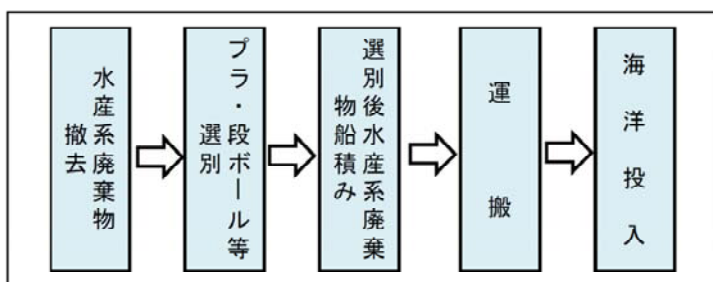 水産系廃棄物
撤去
プラ・段ボール等
選別
選別後水産系廃棄
物船積み
運搬
海洋投入